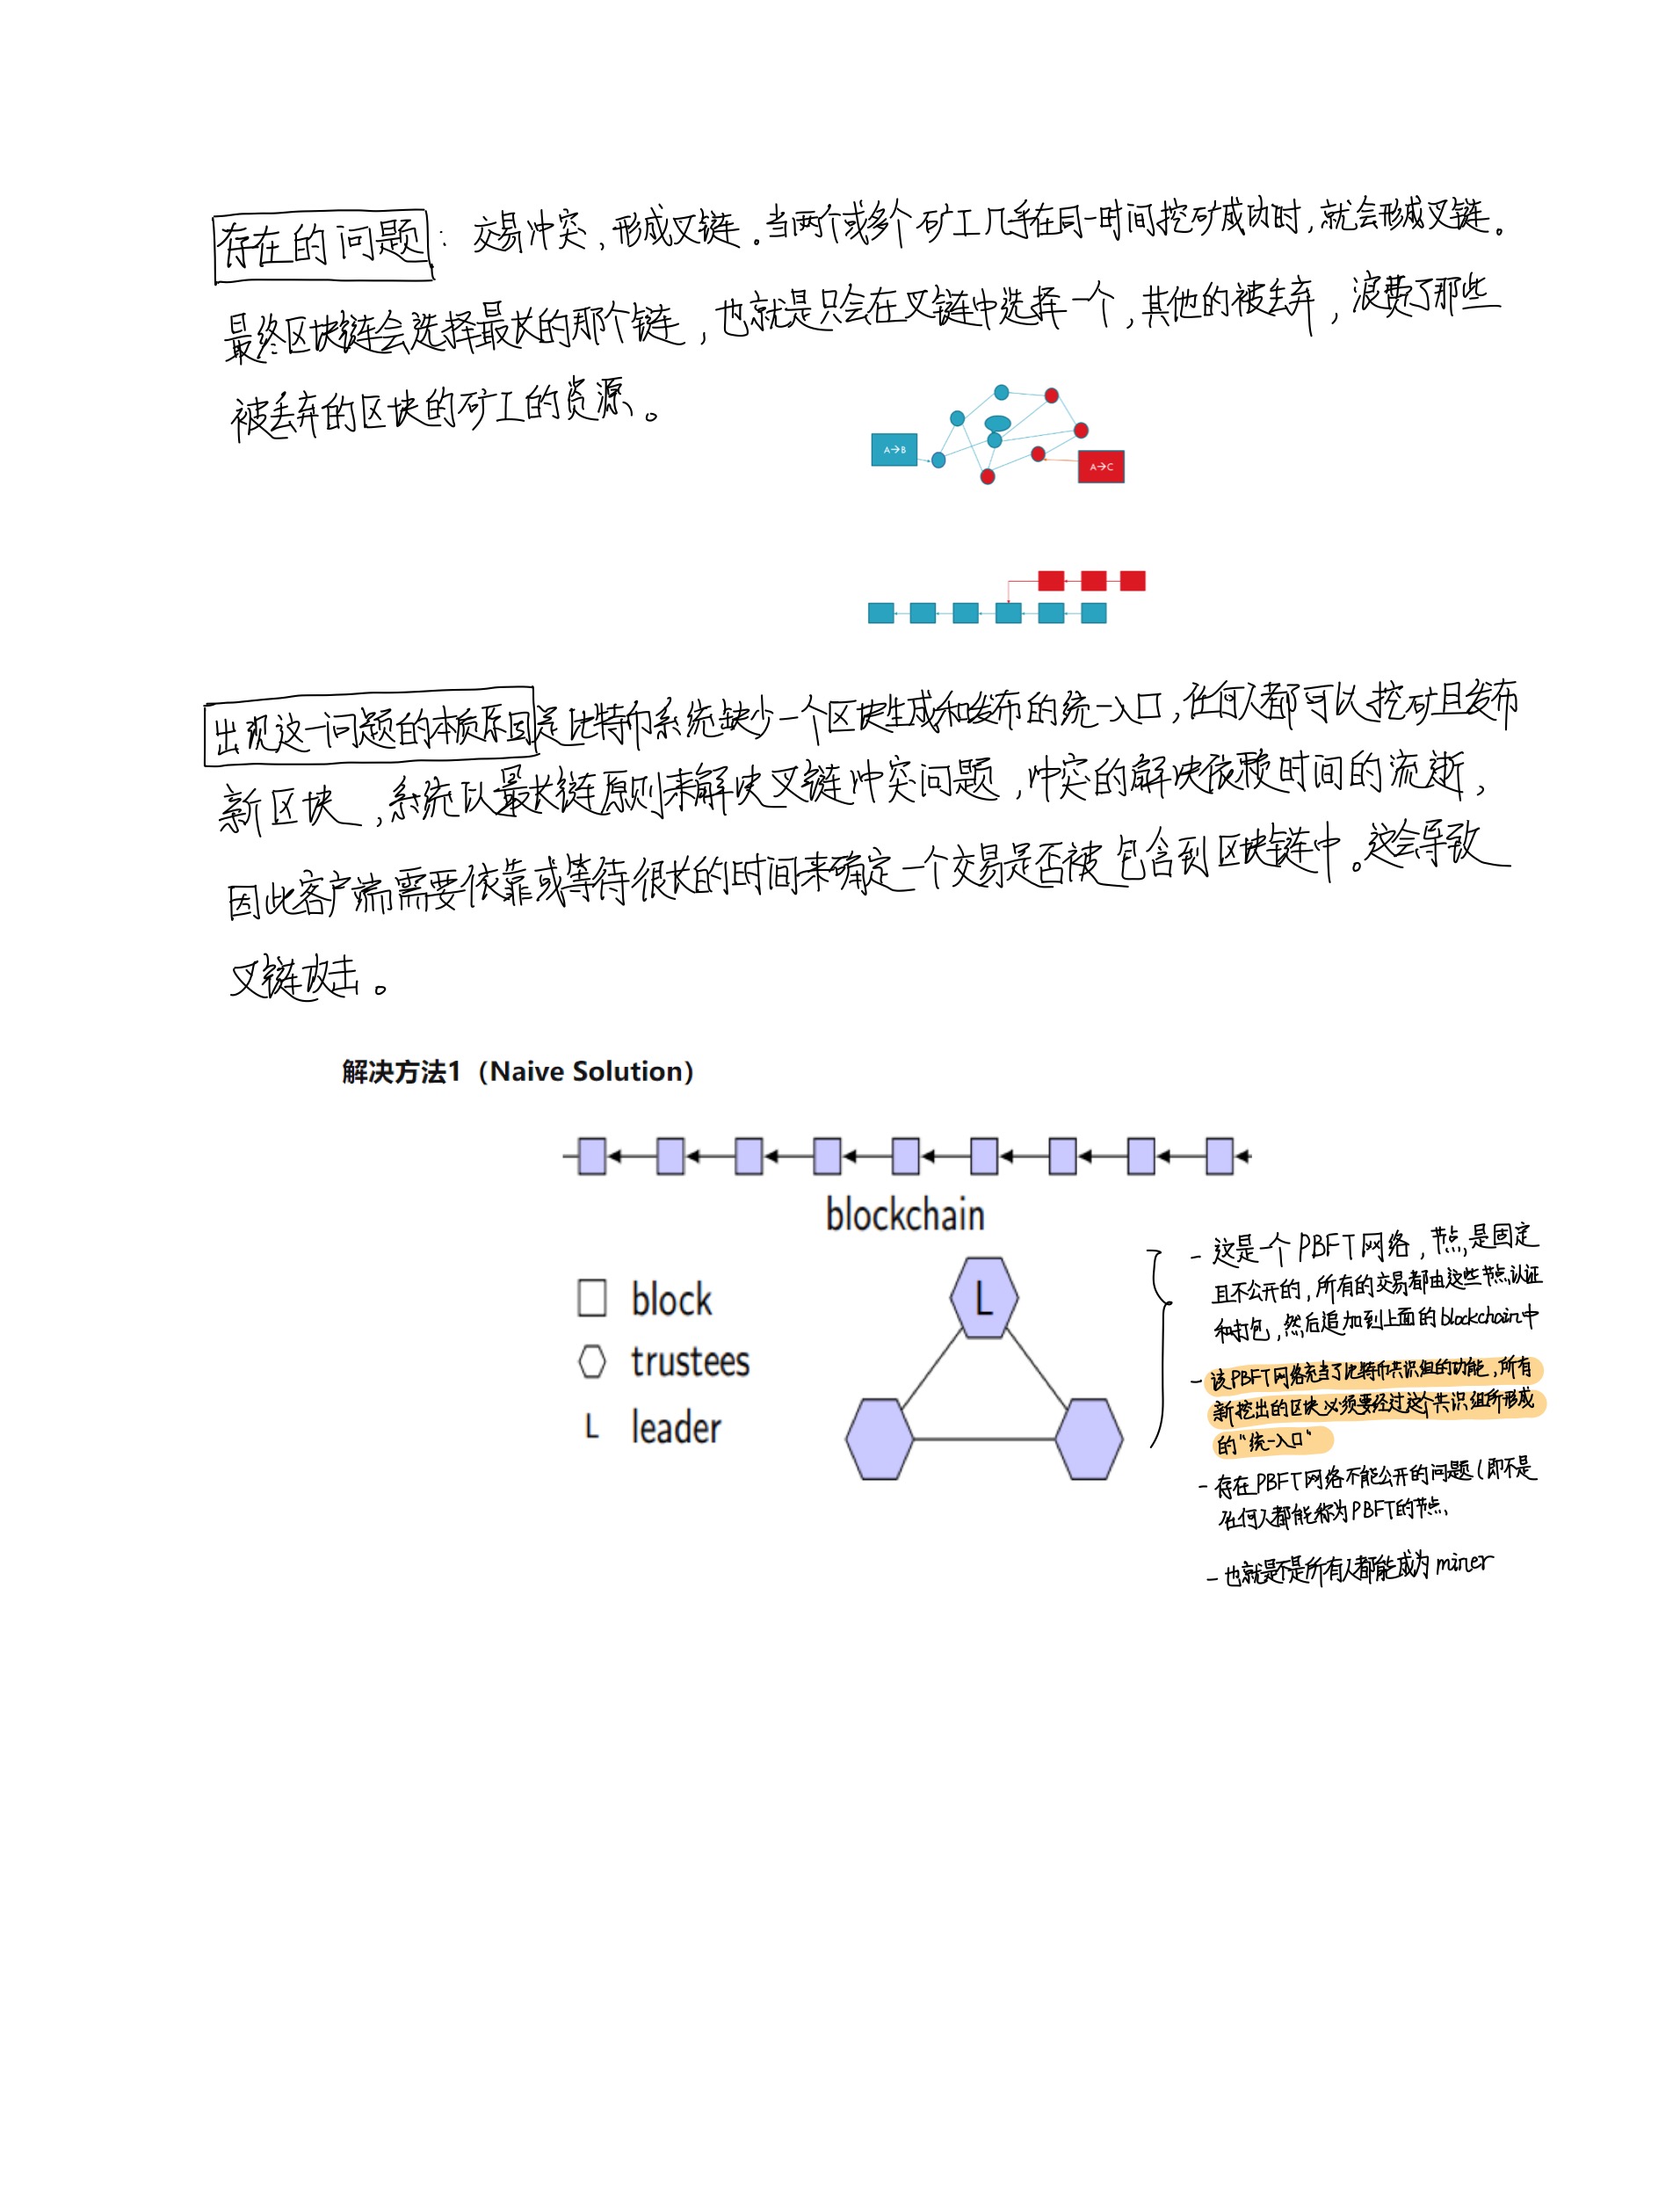 存在的问题：交易冲突，形成叉链。当两个或多个矿工几乎在同一时间挖矿成功时，就会形成叉链。
最终区块链会选择最长的那个链，也就是只会在叉链中选择一个，其他的被丢弃，浪费了那些
被丢弃的区块的矿工的资源。
A→B
A→C
出现这一问题的本质原因是比特币系统缺少一个区块生成和发布的统一入口，任何人都可以挖矿且发布
新区块，系统以最长链原则来解决叉链冲突问题，冲突的解决依赖时间的流逝，
因此客户端需要依靠或等待很长的时间来确定一个交易是否被包含到区块链中。这会导致
叉链攻击。
解决方法1（Naive Solution）
blockchain
block
trustees
L leader
L
- 这是一个PBFT网络，节点是固定
且不公开的，所有的交易都由这些节点认证
和打包，然后追加到上面的blockchain中
- 该PBFT网络充当了比特币共识组的功能，所有
新挖出的区块必须要经过这个共识组所形成
的“统一入口”
- 存在PBFT网络不能公开的问题（即不是
任何人都能称为PBFT的节点
- 也就是不是所有人都能成为miner